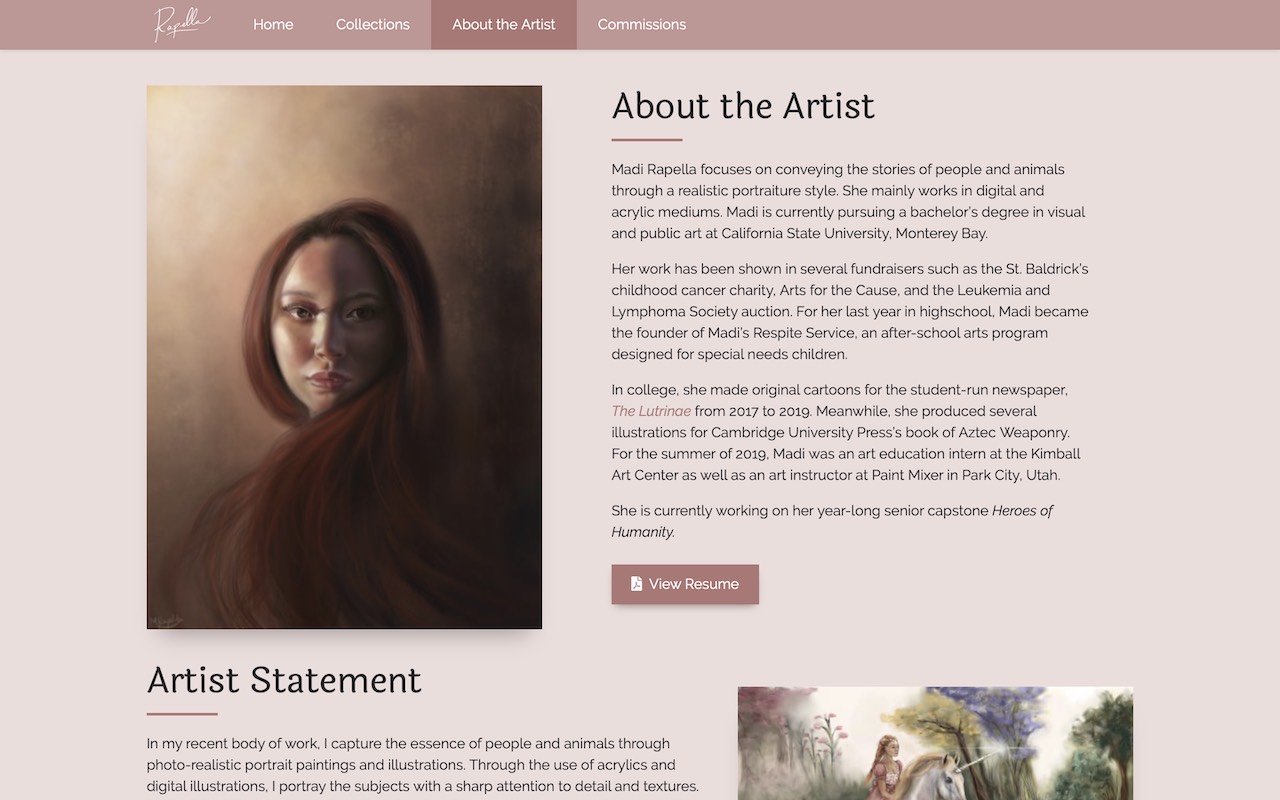 Rapella
Home
Collections
About the Artist
Commissions
About the Artist
Madi Rapella focuses on conveying the stories of people and animals
through a realistic portraiture style. She mainly works in digital and
acrylic mediums. Madi is currently pursuing a bachelor's degree in visual
and public art at California State University, Monterey Bay.
Her work has been shown in several fundraisers such as the St. Baldrick's
childhood cancer charity, Arts for the Cause, and the Leukemia and
Lymphoma Society auction. For her last year in highschool, Madi became
the founder of Madi's Respite Service, an after-school arts program
designed for special needs children.
In college, she made original cartoons for the student-run newspaper,
The Lutrinae from 2017 to 2019. Meanwhile, she produced several
illustrations for Cambridge University Press's book of Aztec Weaponry.
For the summer of 2019, Madi was an art education intern at the Kimball
Art Center as well as an art instructor at Paint Mixer in Park City, Utah.
She is currently working on her year-long senior capstone Heroes of
Humanity.
View Resume
Artist Statement
In my recent body of work, I capture the essence of people and animals through
photo-realistic portrait paintings and illustrations. Through the use of acrylics and
digital illustrations, I portray the subjects with a sharp attention to detail and textures.